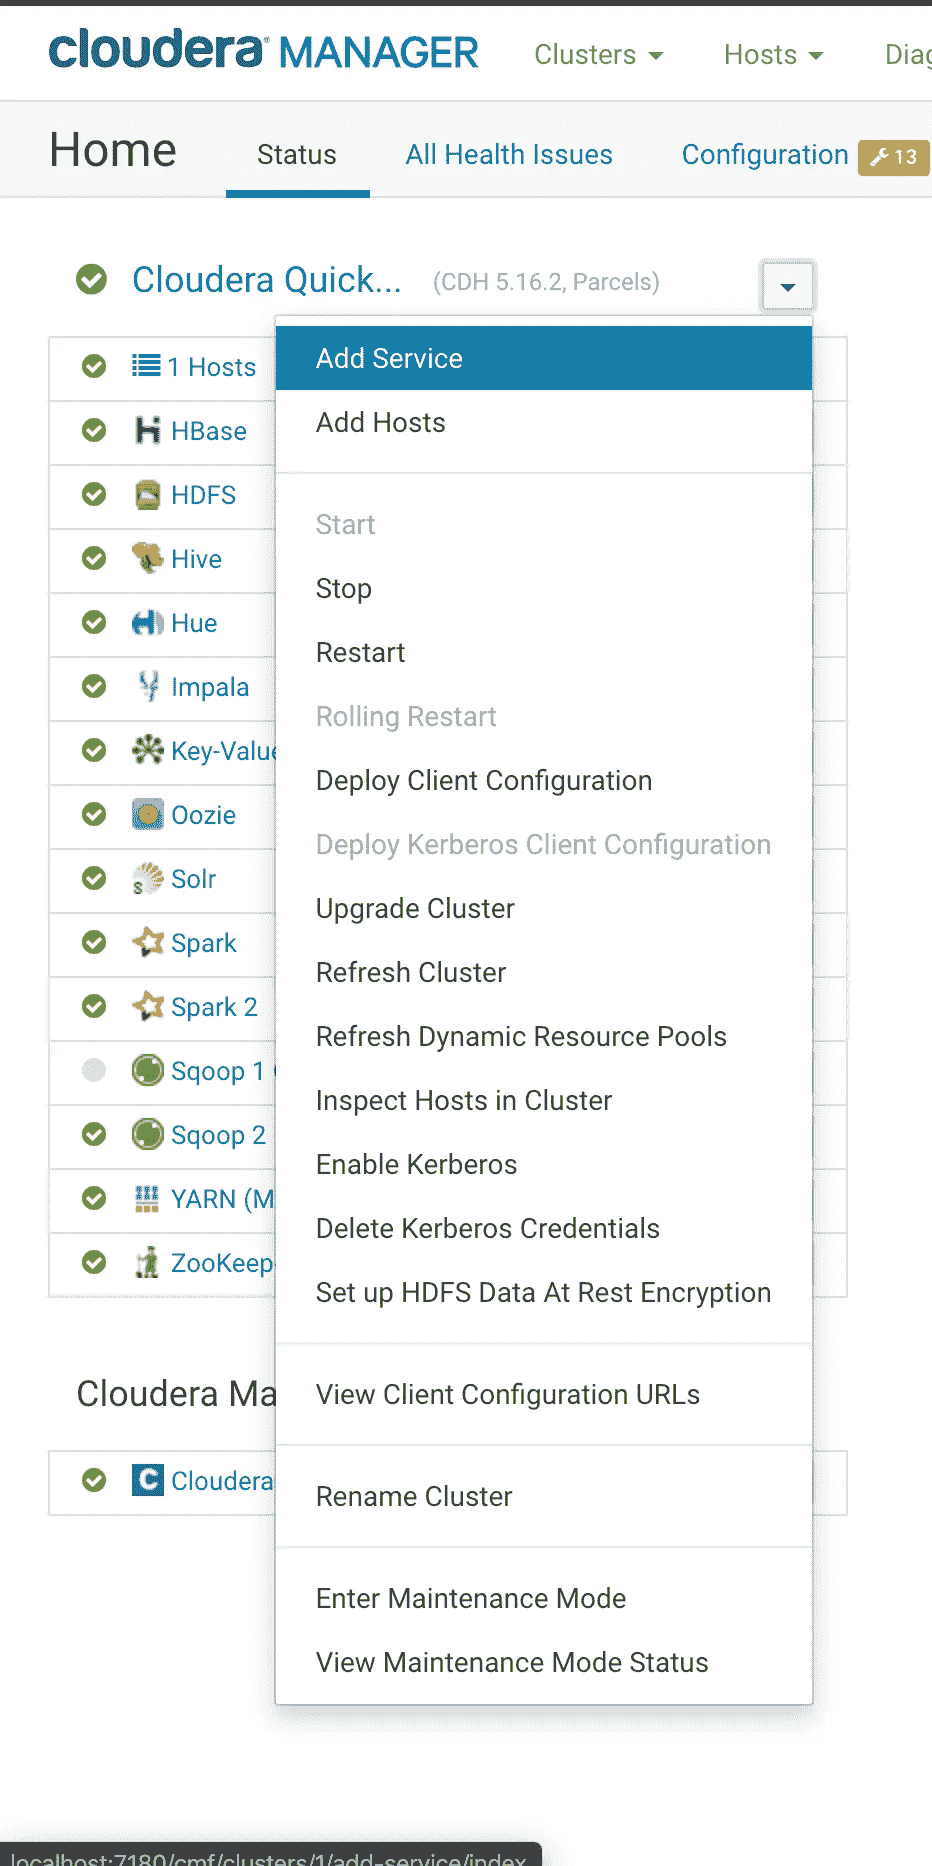 cloudera MANAGER
Clusters
Hosts
Diag
Home
Status
All Health Issues
Configuration
13
Cloudera Quick...
(CDH 5.16.2, Parcels)
1 Hosts
HBase
HDFS
Hive
Hue
Impala
Key-Value
Oozie
Solr
Spark
Spark 2
Sqoop 1
Sqoop 2
YARN (M
ZooKeep
Cloudera Ma
Cloudera
Add Service
Add Hosts
Start
Stop
Restart
Rolling Restart
Deploy Client Configuration
Deploy Kerberos Client Configuration
Upgrade Cluster
Refresh Cluster
Refresh Dynamic Resource Pools
Inspect Hosts in Cluster
Enable Kerberos
Delete Kerberos Credentials
Set up HDFS Data At Rest Encryption
View Client Configuration URLs
Rename Cluster
Enter Maintenance Mode
View Maintenance Mode Status
localhost:7180/cmf/clusters/1/add-service/index